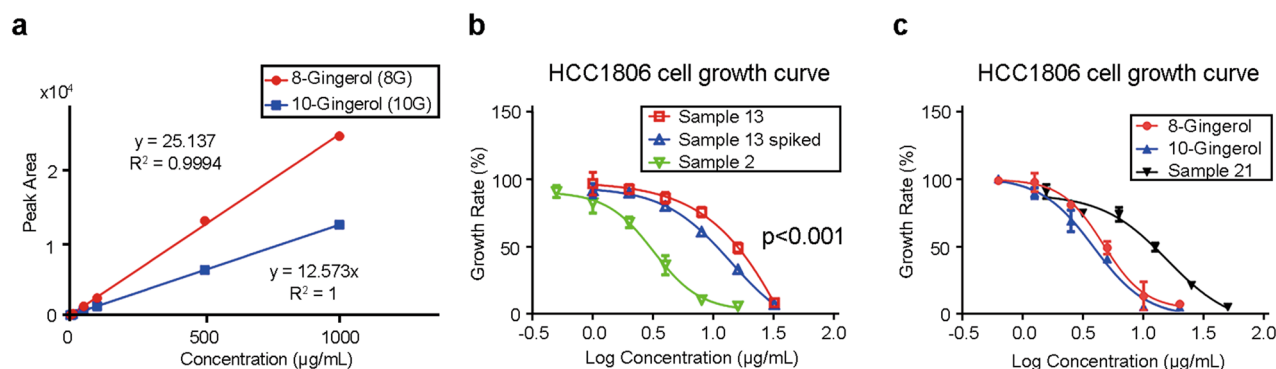 a
8-Gingerol (8G)
10-Gingerol (10G)
x10⁴
y = 25.137
R² = 0.9994
2
1
0
Peak Area
y = 12.573x
R² = 1
0
500
1000
Concentration (µg/mL)
b
HCC1806 cell growth curve
150
100
50
0
Growth Rate (%)
Sample 13
Sample 13 spiked
Sample 2
p<0.001
-0.5
0.0
0.5
1.0
1.5
2.0
Log Concentration (µg/mL)
c
HCC1806 cell growth curve
150
100
50
0
Growth Rate (%)
8-Gingerol
10-Gingerol
Sample 21
-0.5
0.0
0.5
1.0
1.5
2.0
Log Concentration (µg/mL)